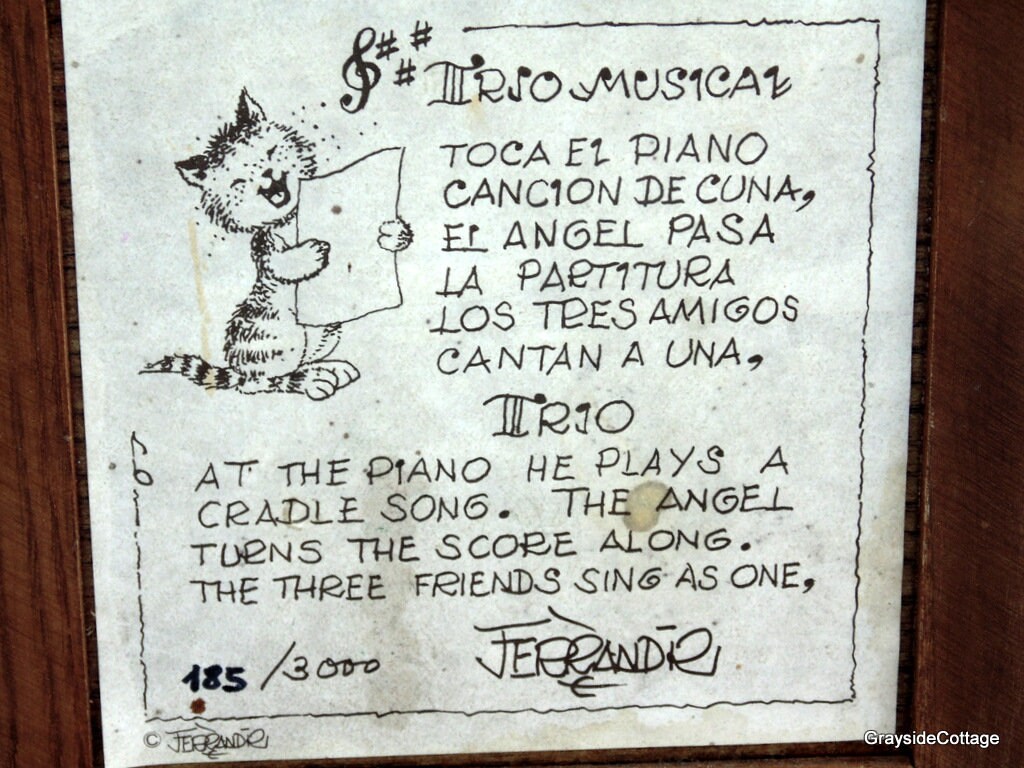 TRIO MUSICAL
TOCA EL PIANO
CANCION DE CUNA,
EL ANGEL PASA
LA PARTITURA
LOS TRES AMIGOS
CANTAN A UNA,
TRIO
AT THE PIANO HE PLAYS A
CRADLE SONG. THE ANGEL
TURNS THE SCORE ALONG.
THE THREE FRIENDS SING AS ONE,
185/3000
FERRANDIZ
© FERRANDIZ
GraysideCottage